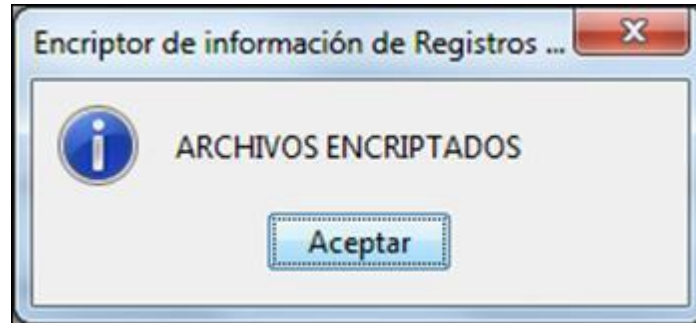 Encriptor de información de Registros ...
ARCHIVOS ENCRIPTADOS
Aceptar